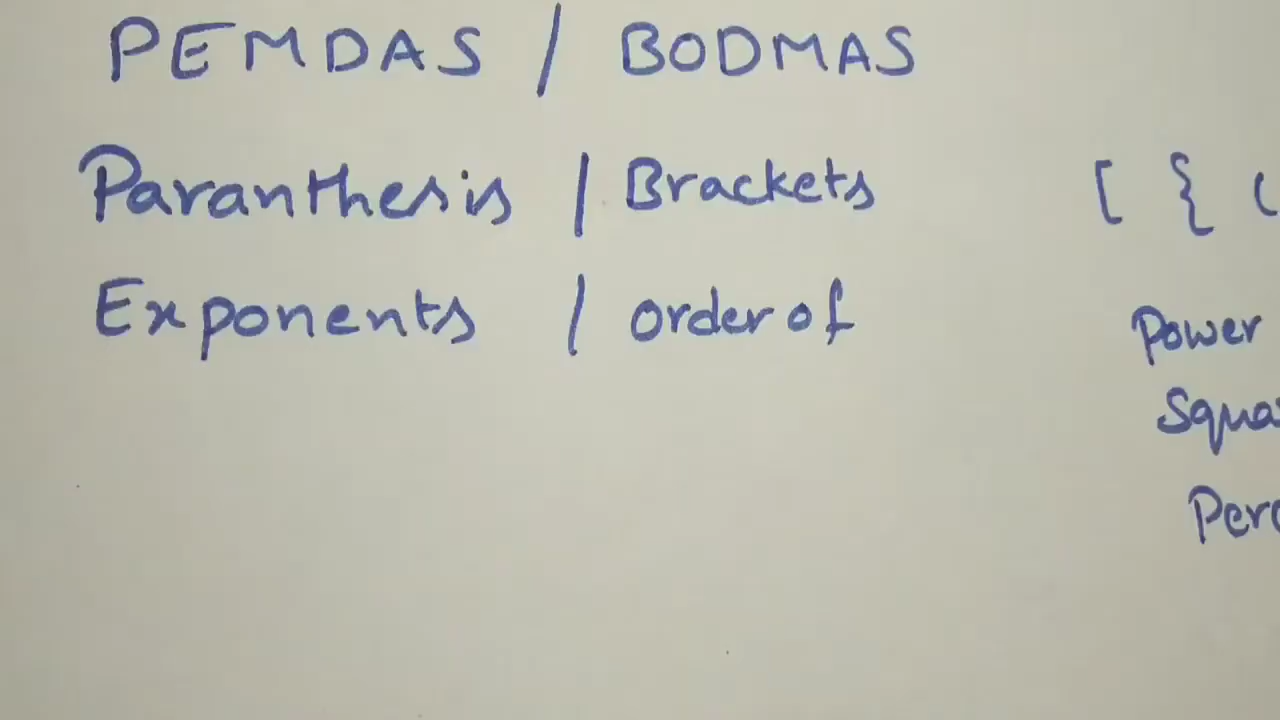 PEMDAS / BODMAS
Paranthesis / Brackets [ { (
Exponents / order of Power